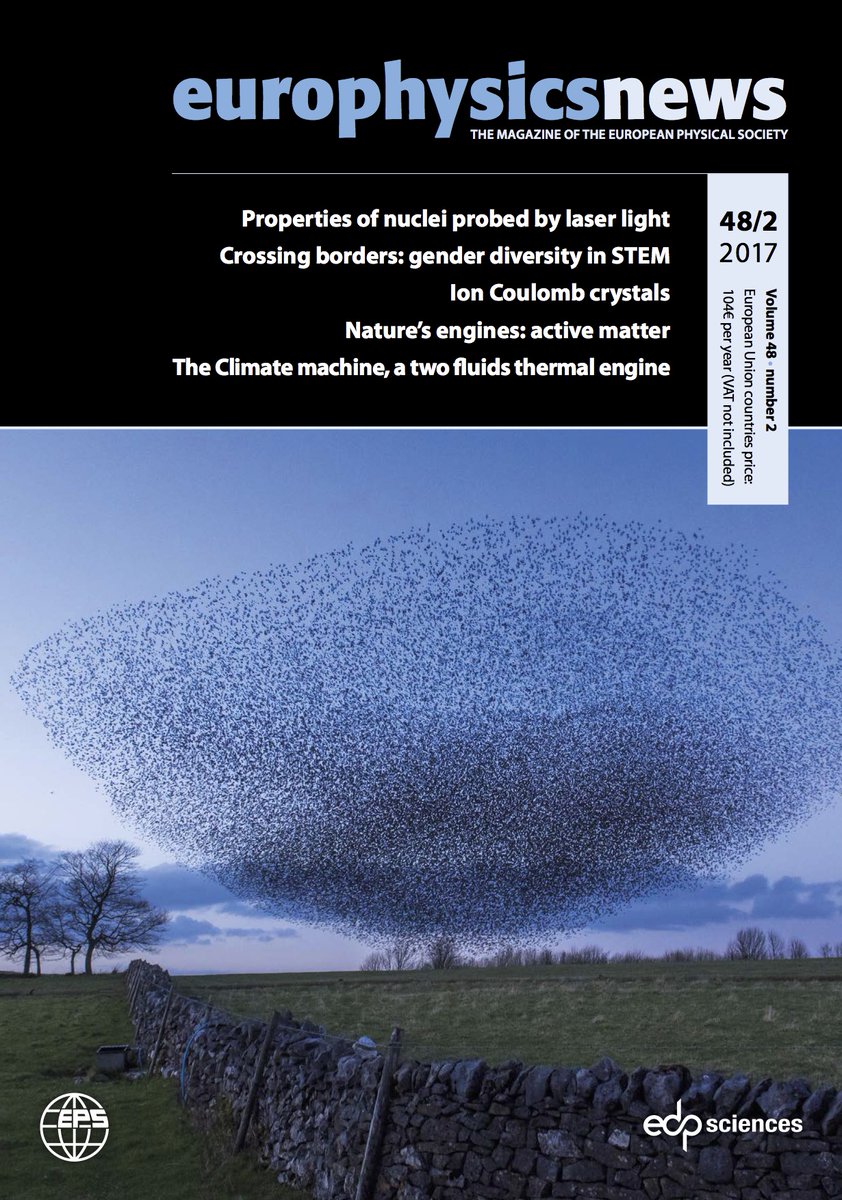 europhysicsnews
THE MAGAZINE OF THE EUROPEAN PHYSICAL SOCIETY
Properties of nuclei probed by laser light
Crossing borders: gender diversity in STEM
Ion Coulomb crystals
Nature’s engines: active matter
The Climate machine, a two fluids thermal engine
48/2
2017
Volume 48 • number 2
European Union countries price:
104€ per year (VAT not included)
EPS
edp sciences